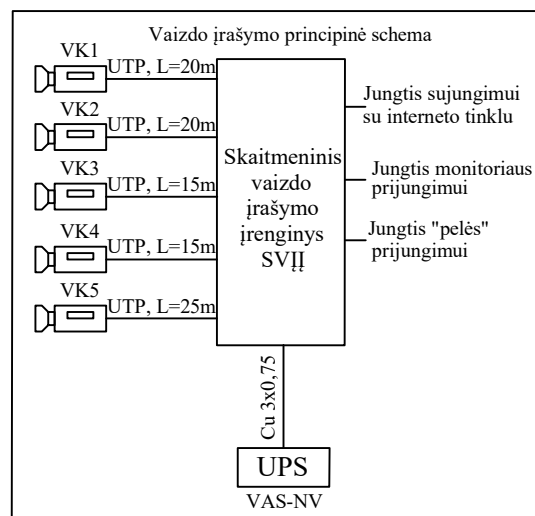 Vaizdo įrašymo principinė schema
VK1
UTP, L=20m
VK2
UTP, L=20m
VK3
UTP, L=15m
VK4
UTP, L=15m
VK5
UTP, L=25m
Skaitmeninis
vaizdo
įrašymo
įrenginys
SVĮĮ
Jungtis sujungimui
su interneto tinklu
Jungtis monitoriaus
prijungimui
Jungtis "pelės"
prijungimui
Cu 3x0,75
UPS
VAS-NV